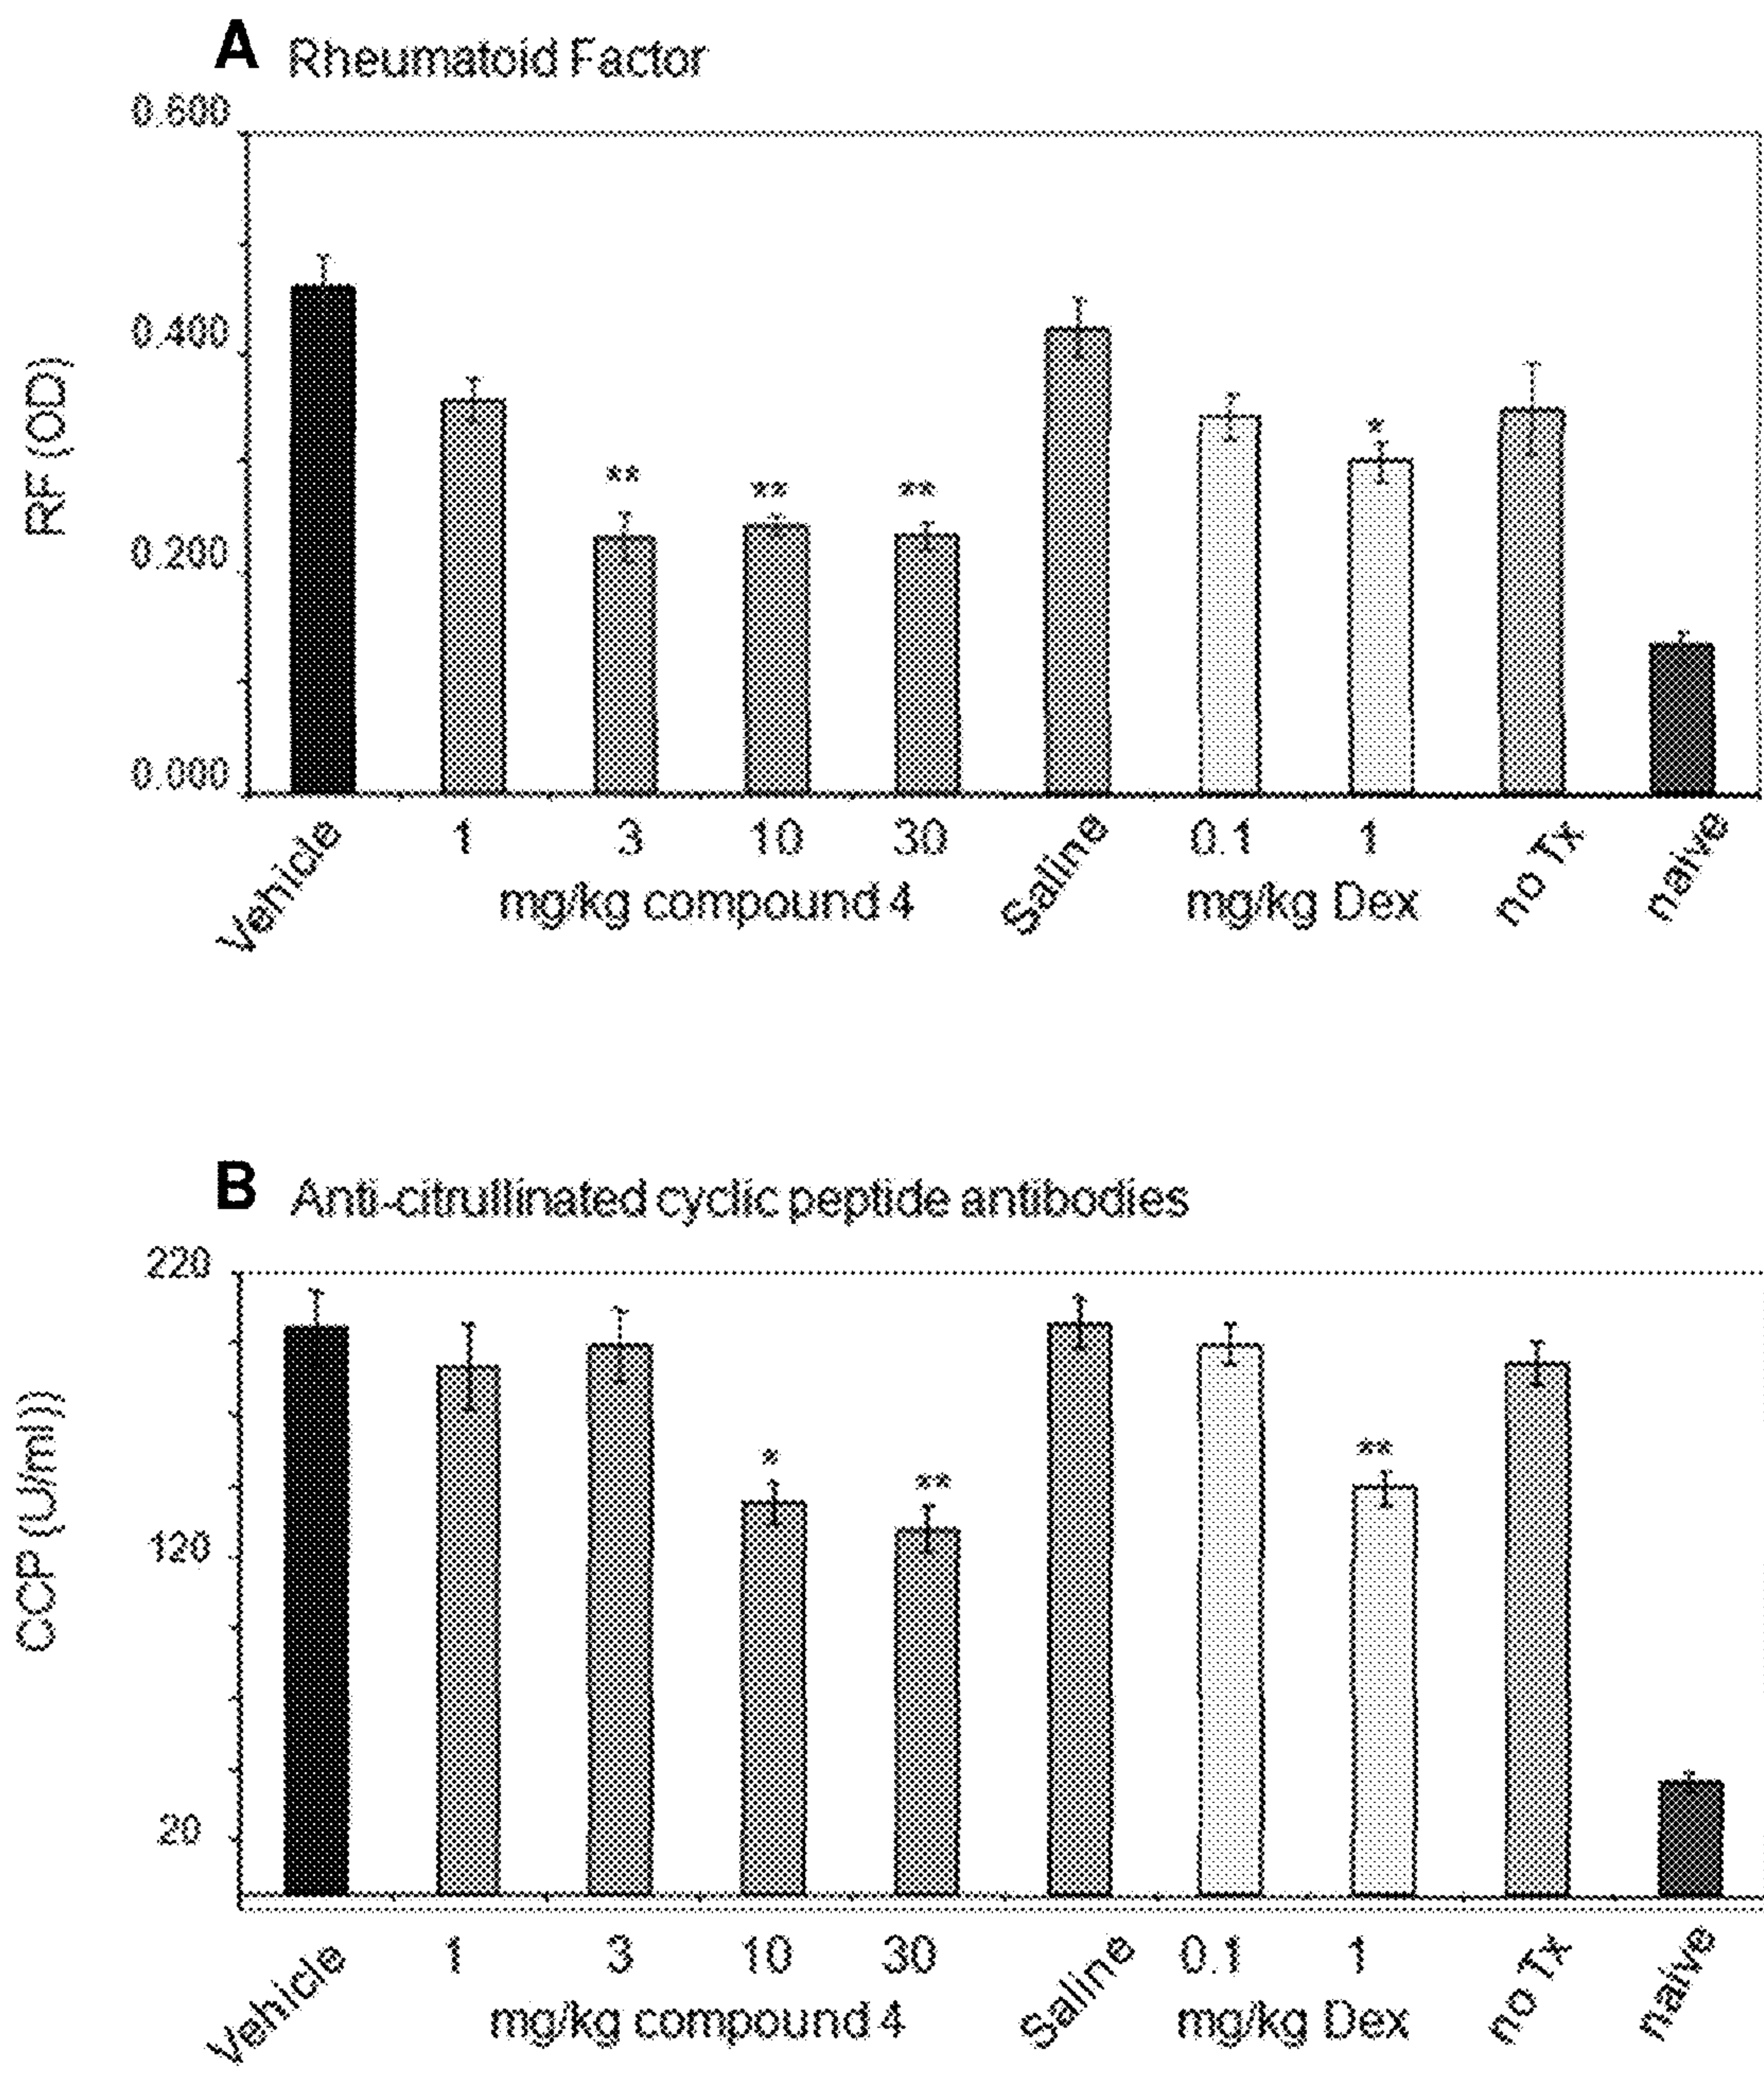 A Rheumatoid Factor
0.600
0.400
0.200
0.000
RF (OD)
** ** ** *
Vehicle 1 3 10 30 Saline 0.1 1 no Tx naive
mg/kg compound 4 mg/kg Dex
B Anti-citrullinated cyclic peptide antibodies
220
120
20
CCP (U/ml))
* ** **
Vehicle 1 3 10 30 Saline 0.1 1 no Tx naive
mg/kg compound 4 mg/kg Dex